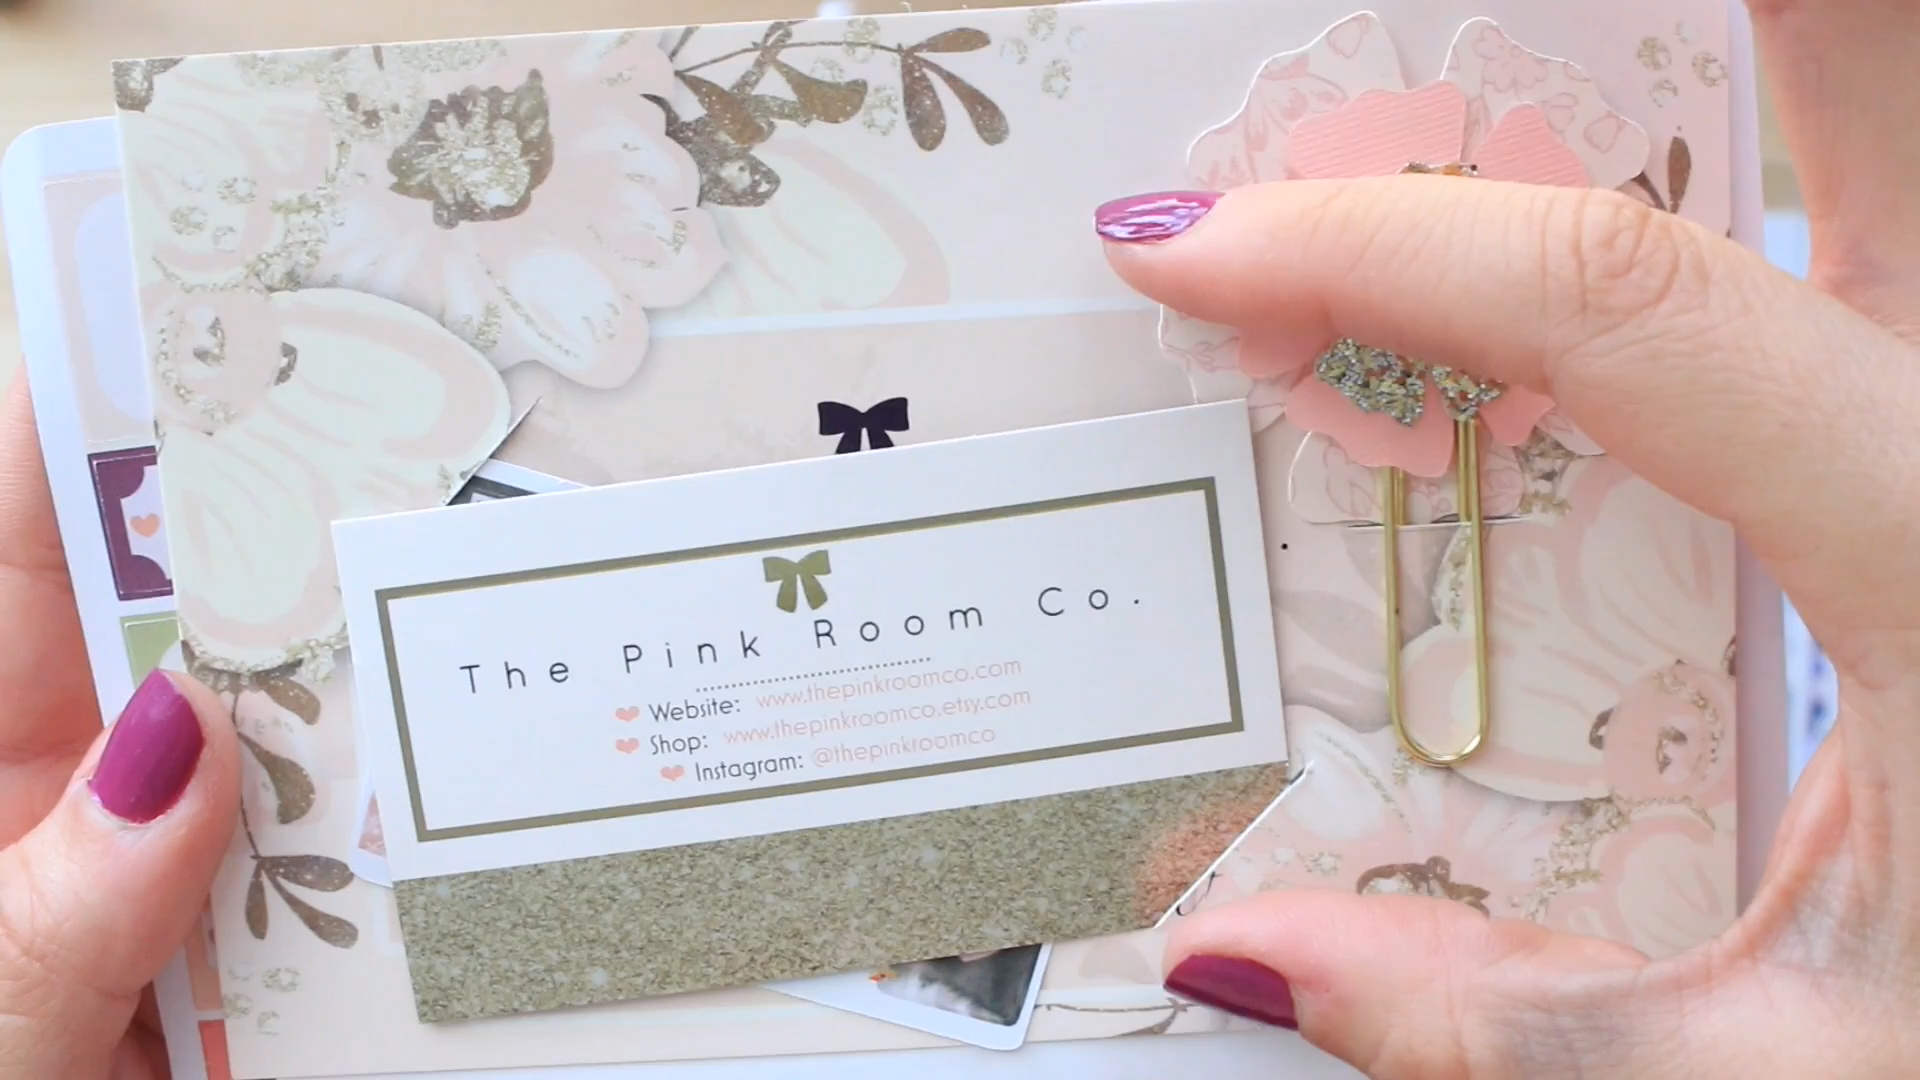 The Pink Room Co.
Website: www.thepinkroomco.com
Shop: www.thepinkroomco.etsy.com
Instagram: @thepinkroomco